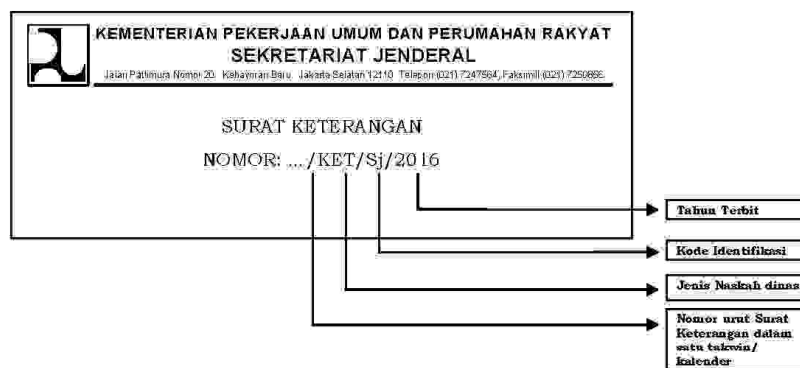 KEMENTERIAN PEKERJAAN UMUM DAN PERUMAHAN RAKYAT
SEKRETARIAT JENDERAL
Jalan Pattimura Nomor 20, Kebayoran Baru, Jakarta Selatan 12110, Telepon (021) 7247564, Faksimili (021) 7260856
SURAT KETERANGAN
NOMOR: .../KET/Sj/2016
Tahun Terbit
Kode Identifikasi
Jenis Naskah dinas
Nomor urut Surat
Keterangan dalam
satu takwin/
kalender